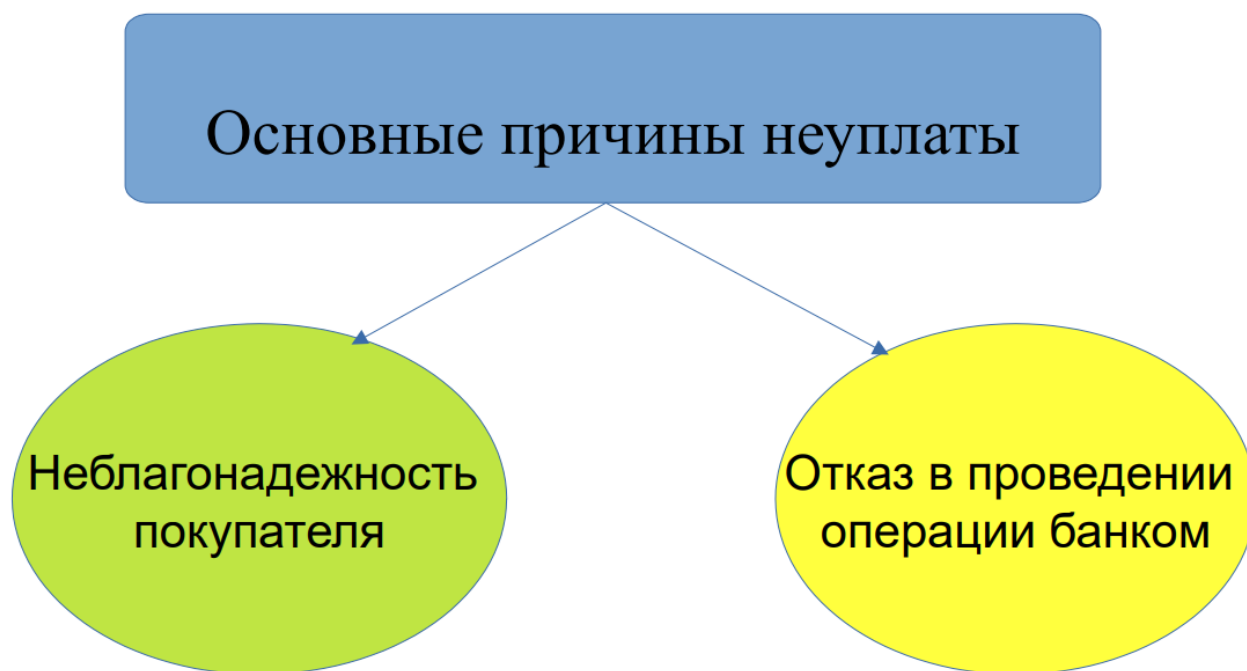 Основные причины неуплаты
Неблагонадежность
покупателя
Отказ в проведении
операции банком